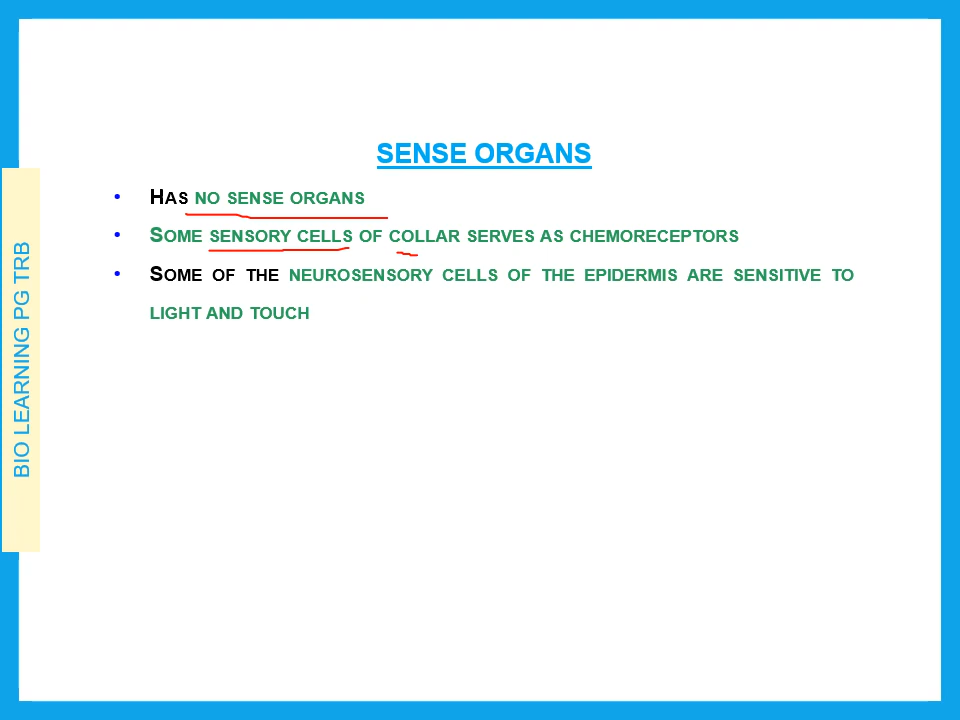 SENSE ORGANS
• HAS NO SENSE ORGANS
• SOME SENSORY CELLS OF COLLAR SERVES AS CHEMORECEPTORS
• SOME OF THE NEUROSENSORY CELLS OF THE EPIDERMIS ARE SENSITIVE TO
LIGHT AND TOUCH
BIO LEARNING PG TRB